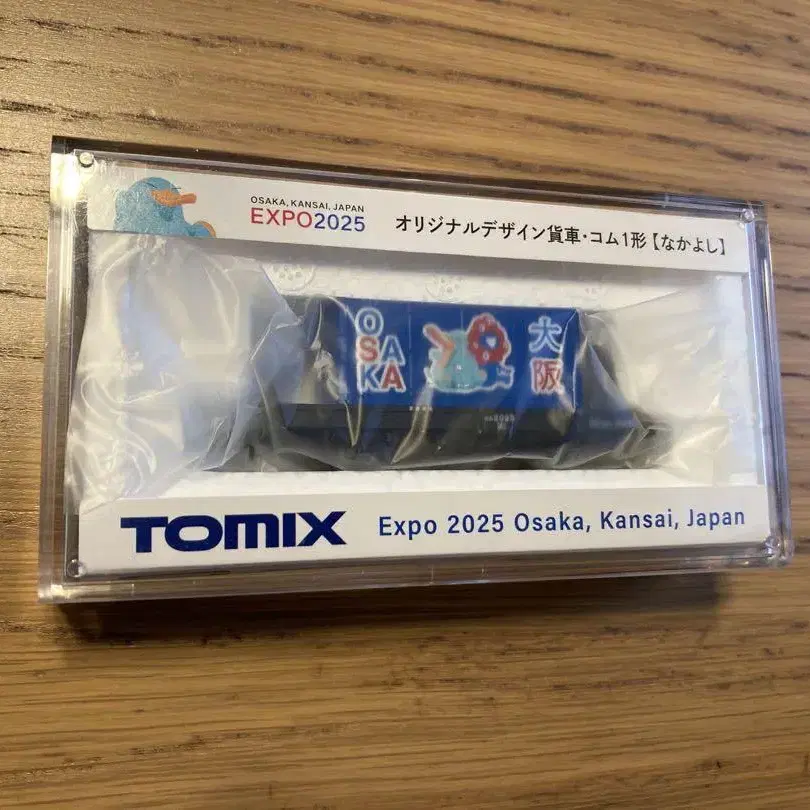 OSAKA, KANSAI, JAPAN
EXPO2025
オリジナルデザイン貨車・コム1形【なかよし】
OSAKA
大阪
TOMIX
Expo 2025 Osaka, Kansai, Japan